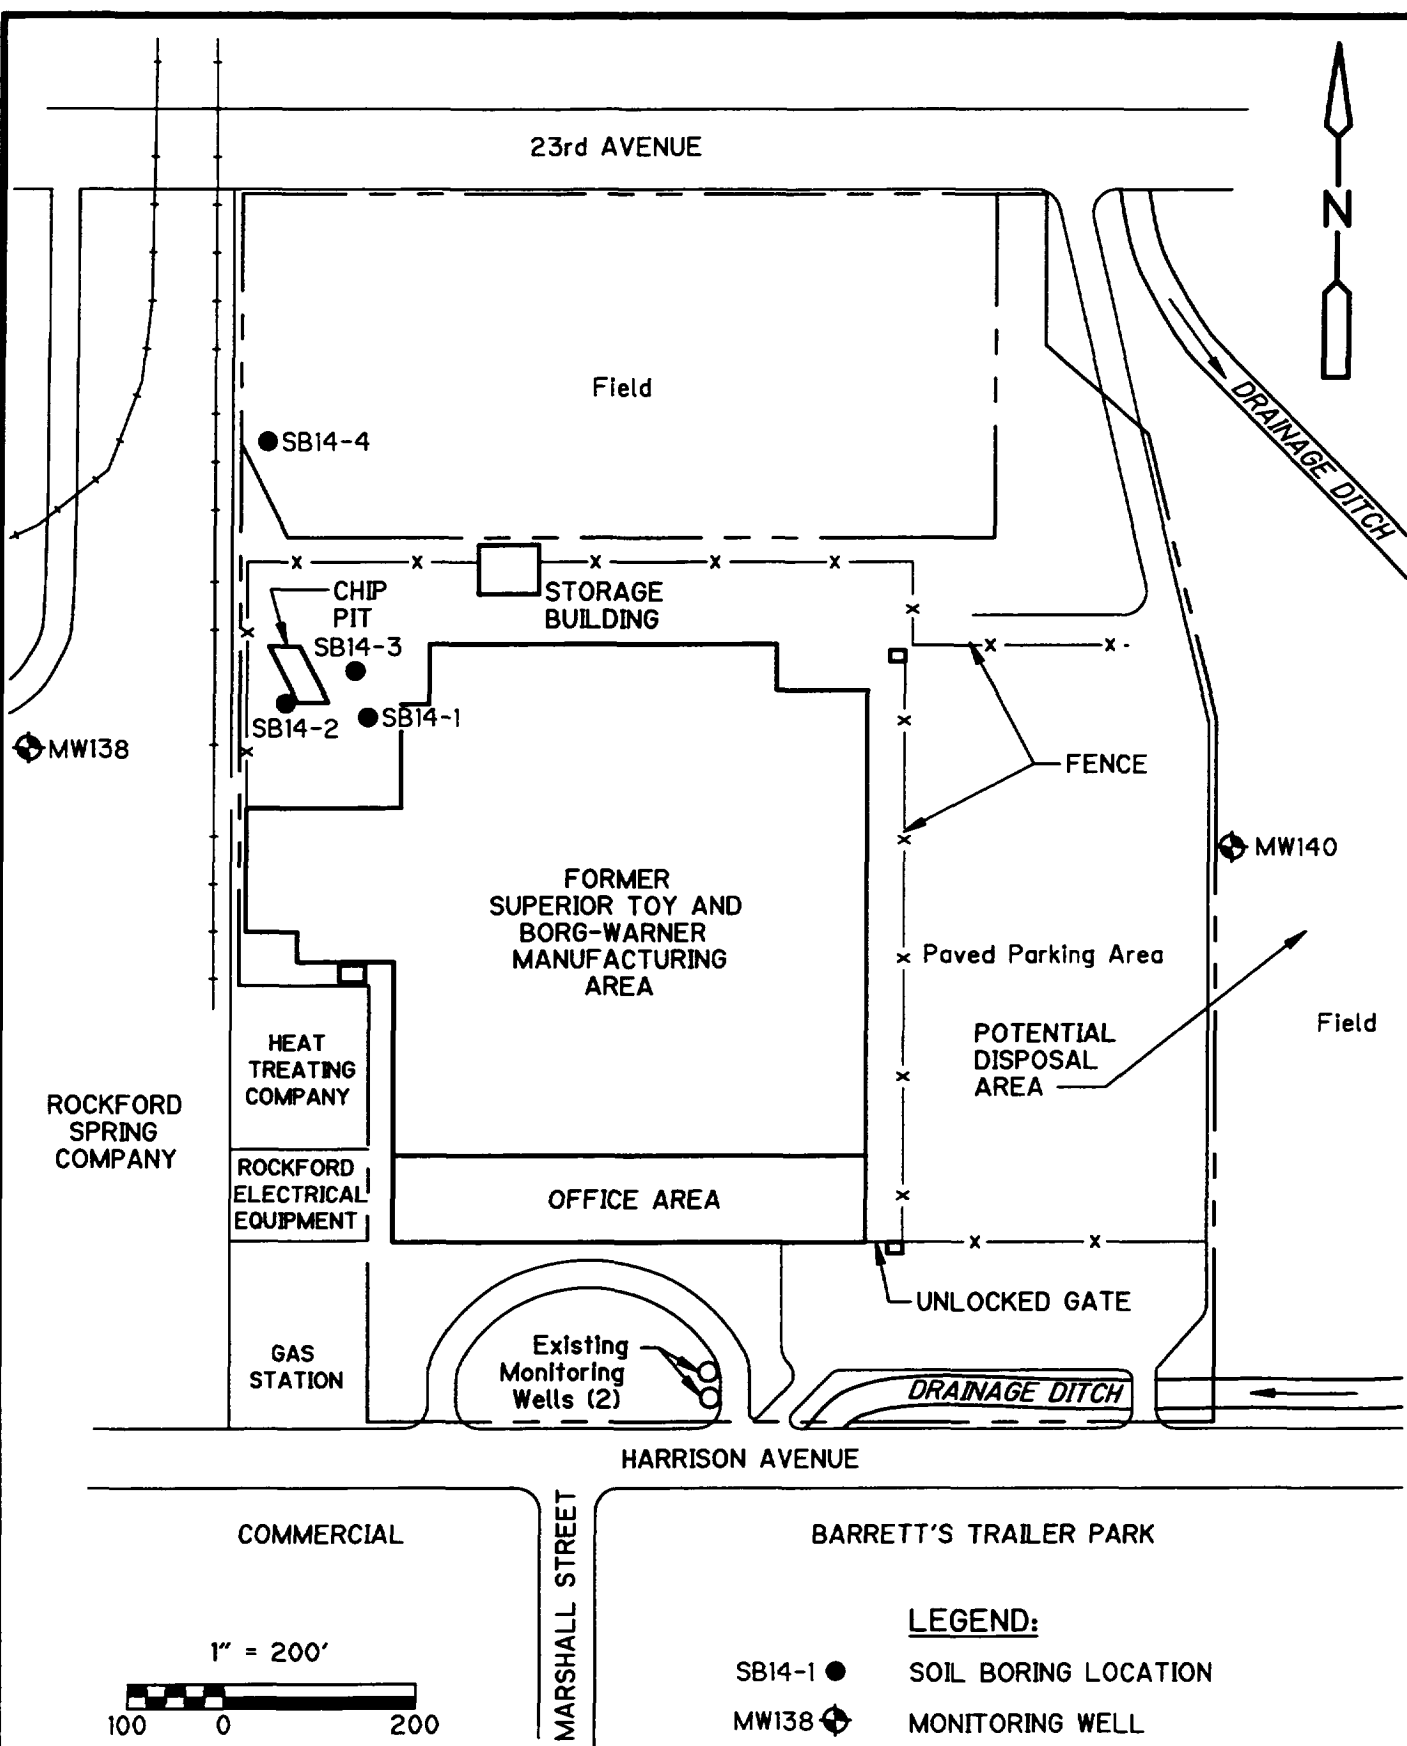 23rd AVENUE
N
Field
DRAINAGE DITCH
SB14-4
CHIP
PIT
STORAGE
BUILDING
SB14-3
SB14-2
SB14-1
MW138
FENCE
MW140
FORMER
SUPERIOR TOY AND
BORG-WARNER
MANUFACTURING
AREA
Paved Parking Area
POTENTIAL
DISPOSAL
AREA
Field
HEAT
TREATING
COMPANY
ROCKFORD
SPRING
COMPANY
ROCKFORD
ELECTRICAL
EQUIPMENT
OFFICE AREA
UNLOCKED GATE
GAS
STATION
Existing
Monitoring
Wells (2)
DRAINAGE DITCH
HARRISON AVENUE
COMMERCIAL
MARSHALL STREET
BARRETT'S TRAILER PARK
1" = 200'
100 0 200
LEGEND:
SB14-1 SOIL BORING LOCATION
MW138 MONITORING WELL